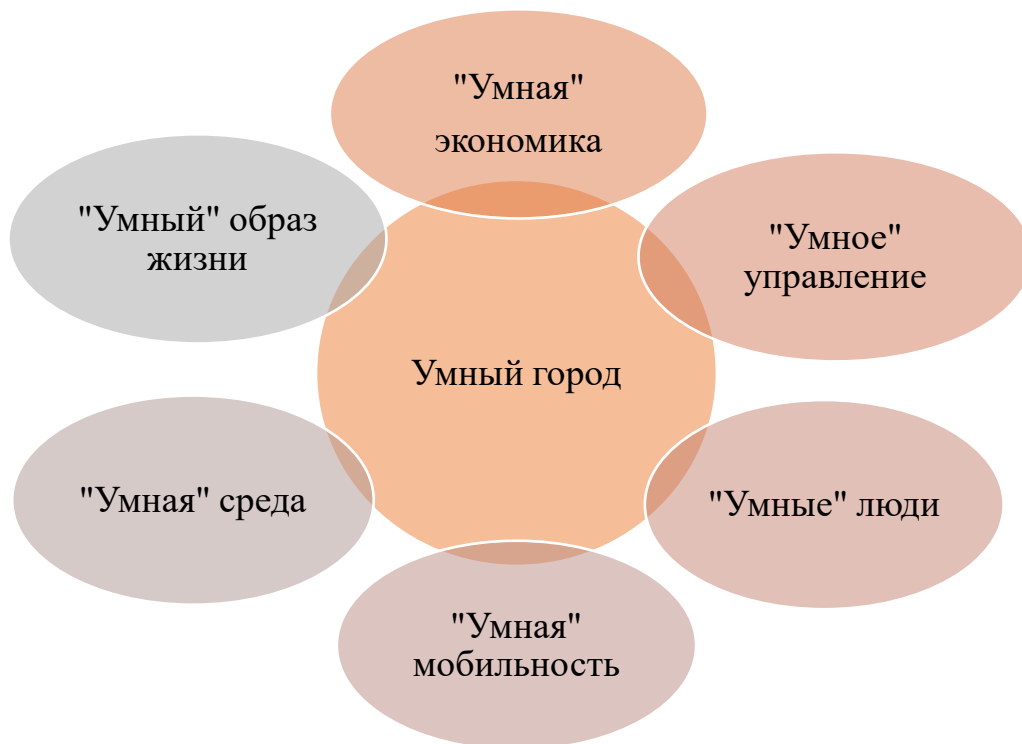 "Умная"
экономика
"Умный" образ
жизни
"Умное"
управление
Умный город
"Умная" среда
"Умные" люди
"Умная"
мобильность